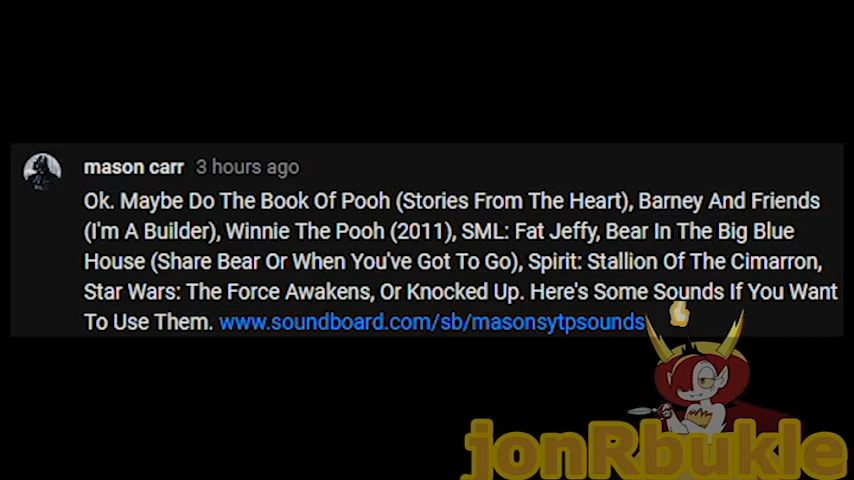 mason carr 3 hours ago
Ok. Maybe Do The Book Of Pooh (Stories From The Heart), Barney And Friends
(I'm A Builder), Winnie The Pooh (2011), SML: Fat Jeffy, Bear In The Big Blue
House (Share Bear Or When You've Got To Go), Spirit: Stallion Of The Cimarron,
Star Wars: The Force Awakens, Or Knocked Up. Here's Some Sounds If You Want
To Use Them. www.soundboard.com/sb/masonsytpsounds
jonRbukle